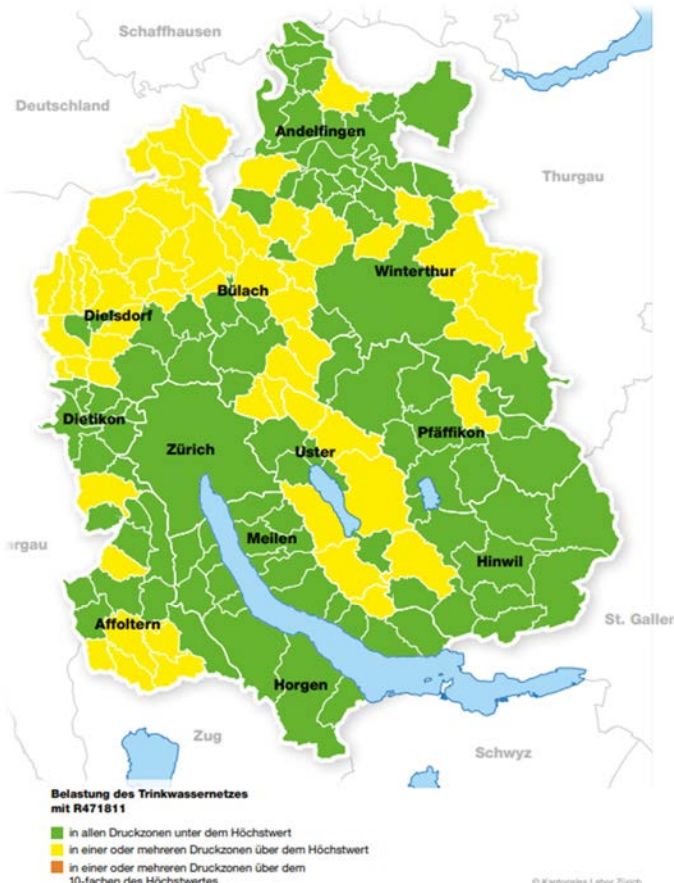 Schaffhausen
Deutschland
Andelfingen
Thurgau
Winterthur
Bülach
Dielsdorf
Dietikon
Pfäffikon
Zürich
Uster
Meilen
Hinwil
St. Galler
Affoltern
Horgen
Zug
Schwyz
Belastung des Trinkwassernetzes
mit R471811
in allen Druckzonen unter dem Höchstwert
in einer oder mehreren Druckzonen über dem Höchstwert
in einer oder mehreren Druckzonen über dem
10-fachen des Höchstwertes
© Kantonales Labor Zürich